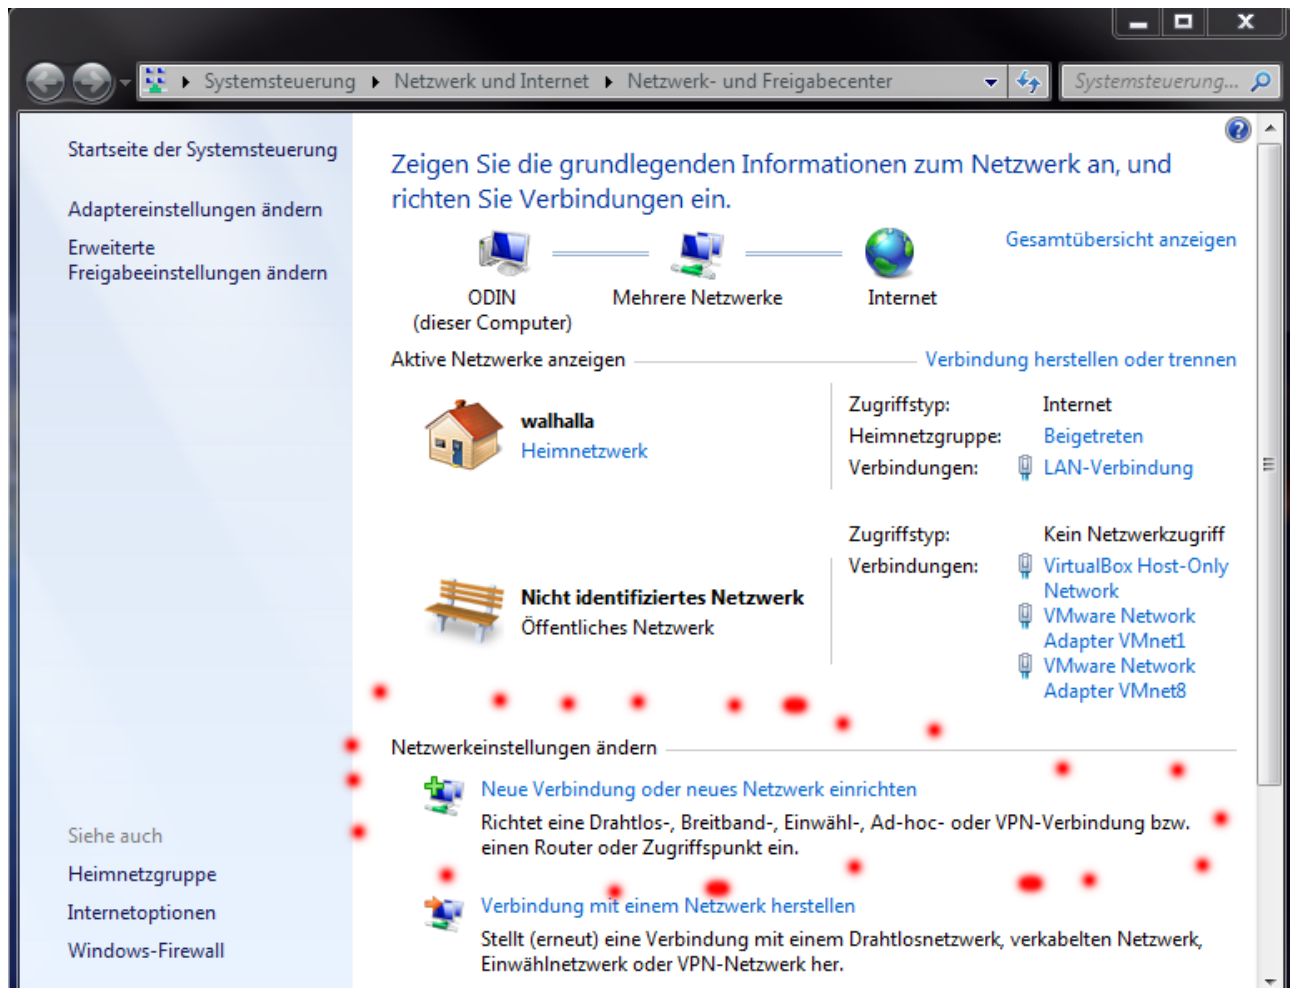 Systemsteuerung Netzwerk und Internet Netzwerk- und Freigabecenter
Systemsteuerung...
Startseite der Systemsteuerung
Adaptereinstellungen ändern
Erweiterte
Freigabeeinstellungen ändern
Siehe auch
Heimnetzgruppe
Internetoptionen
Windows-Firewall
Zeigen Sie die grundlegenden Informationen zum Netzwerk an, und
richten Sie Verbindungen ein.
Gesamtübersicht anzeigen
ODIN
(dieser Computer)
Mehrere Netzwerke
Internet
Aktive Netzwerke anzeigen
Verbindung herstellen oder trennen
walhalla
Heimnetzwerk
Zugriffstyp: Internet
Heimnetzgruppe: Beigetreten
Verbindungen: LAN-Verbindung
Nicht identifiziertes Netzwerk
Öffentliches Netzwerk
Zugriffstyp: Kein Netzwerkzugriff
Verbindungen: VirtualBox Host-Only
Network
VMware Network
Adapter VMnet1
VMware Network
Adapter VMnet8
Netzwerkeinstellungen ändern
Neue Verbindung oder neues Netzwerk einrichten
Richtet eine Drahtlos-, Breitband-, Einwähl-, Ad-hoc- oder VPN-Verbindung bzw.
einen Router oder Zugriffspunkt ein.
Verbindung mit einem Netzwerk herstellen
Stellt (erneut) eine Verbindung mit einem Drahtlosnetzwerk, verkabelten Netzwerk,
Einwählnetzwerk oder VPN-Netzwerk her.